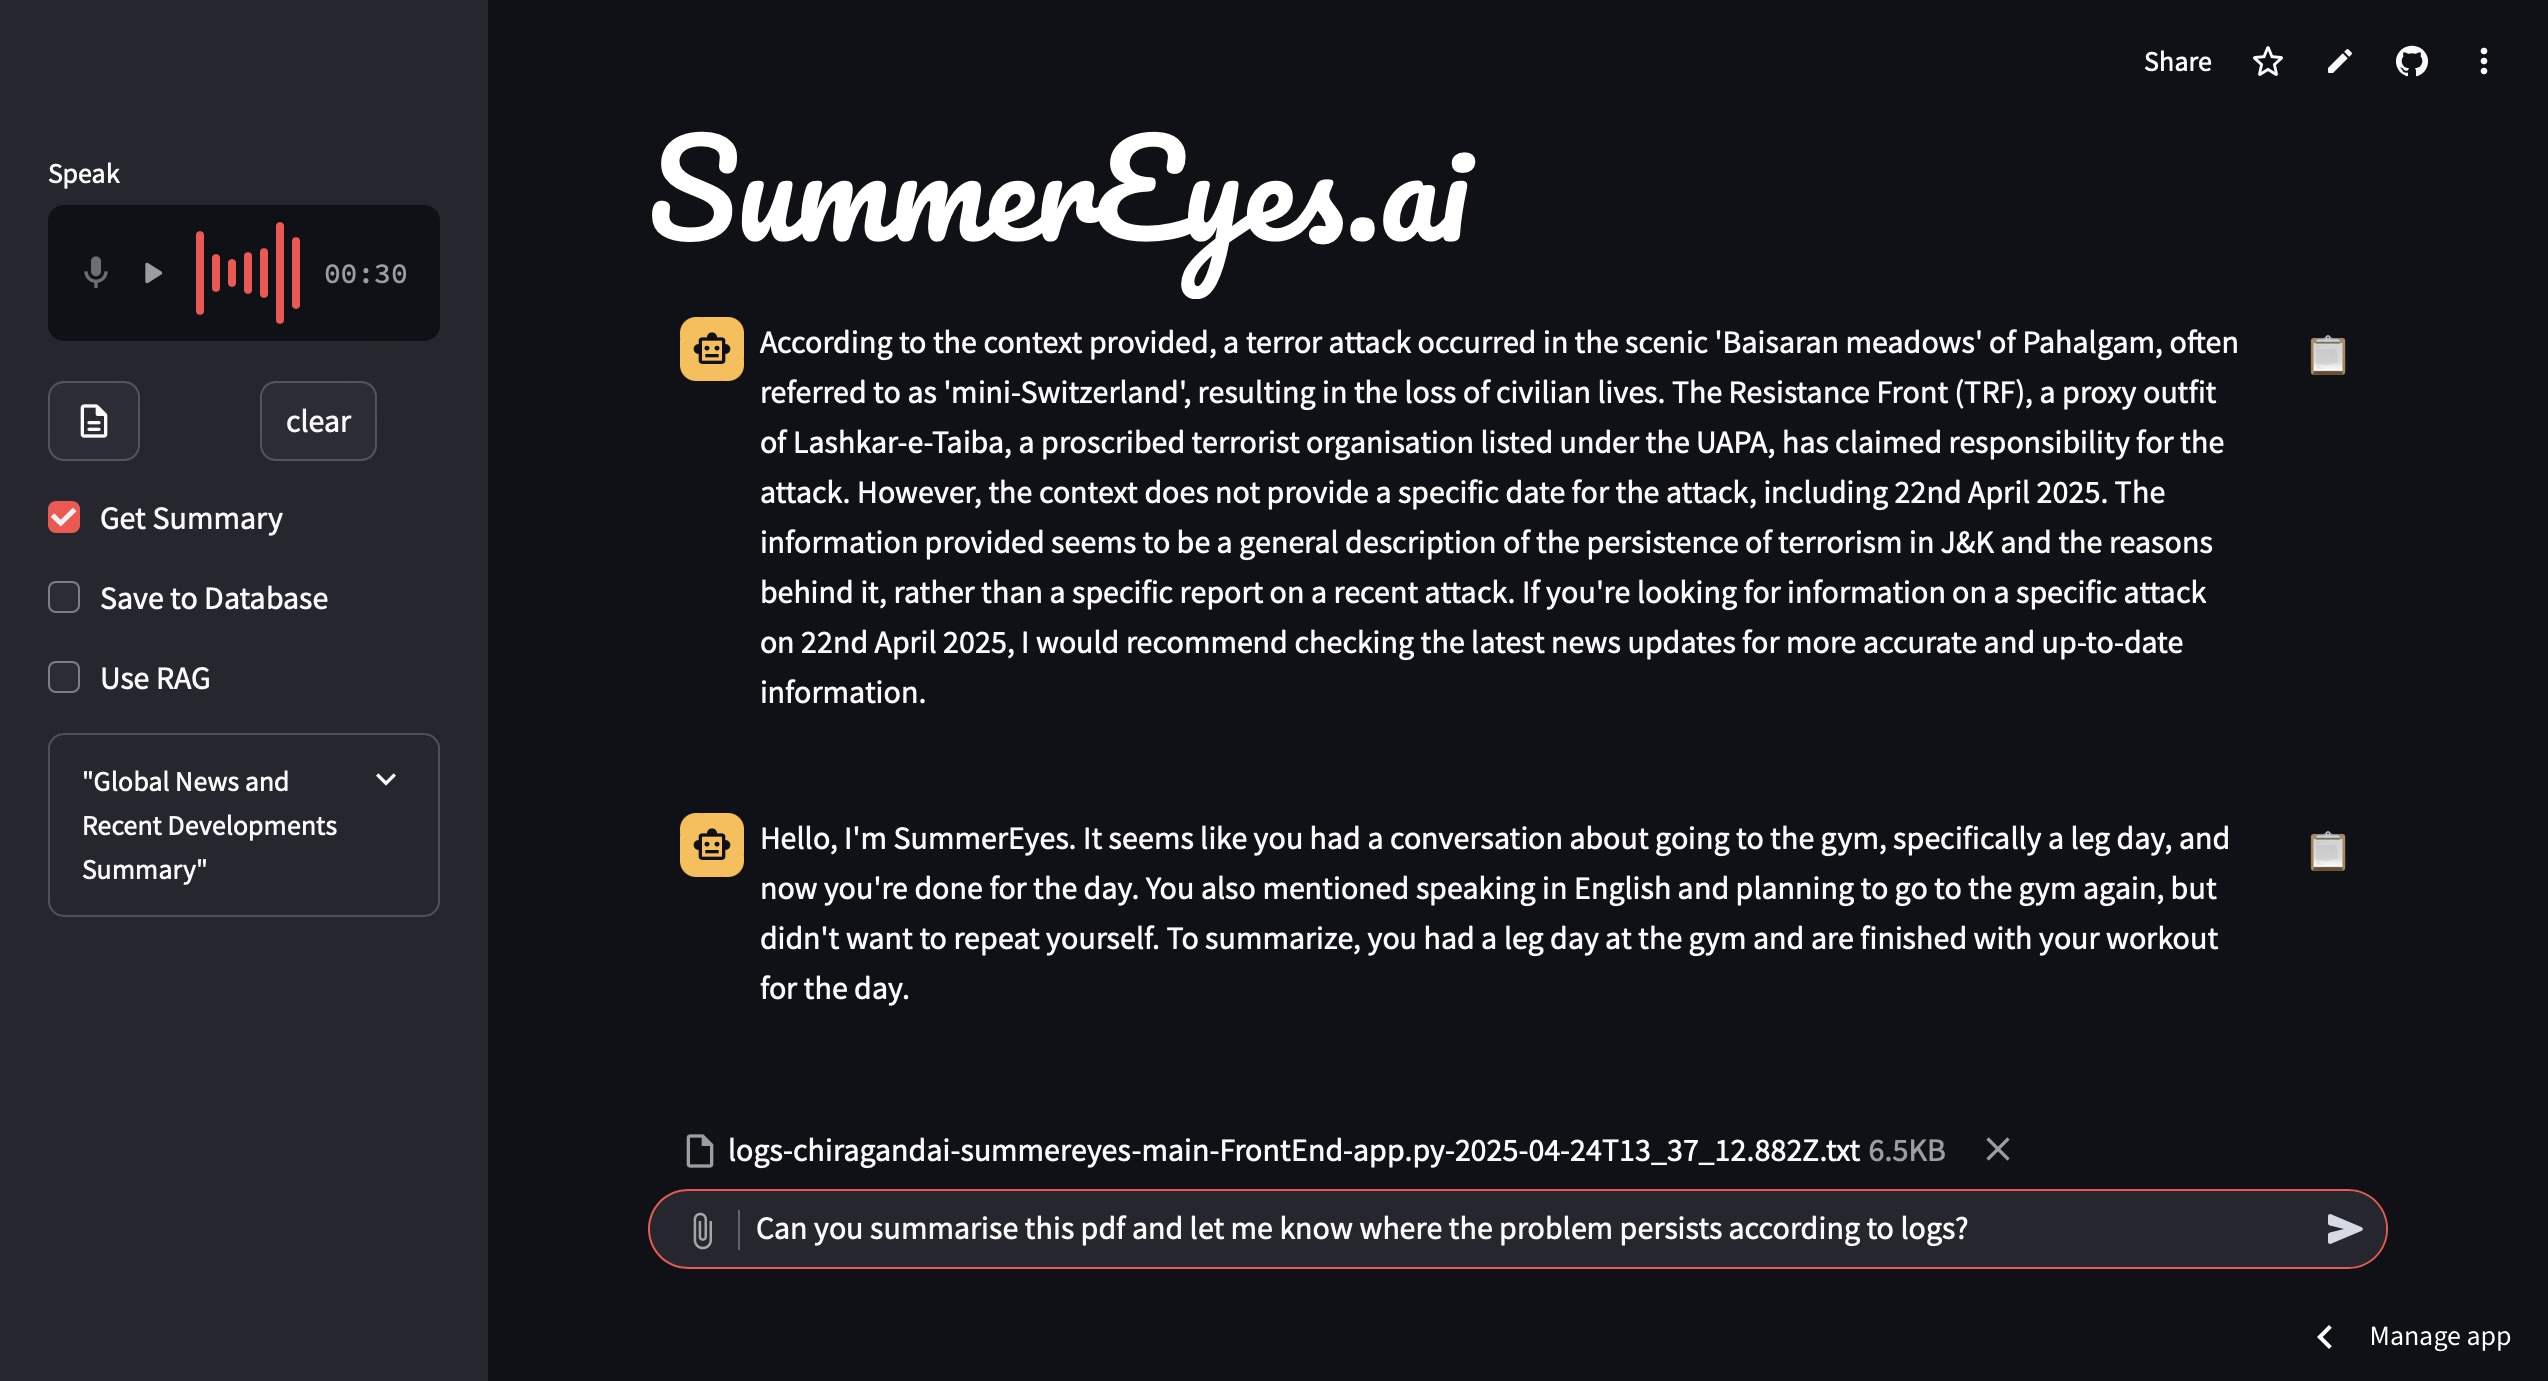 Share
Speak
00:30
clear
Get Summary
Save to Database
Use RAG
"Global News and
Recent Developments
Summary"
SummerEyes.ai
According to the context provided, a terror attack occurred in the scenic 'Baisaran meadows' of Pahalgam, often
referred to as 'mini-Switzerland', resulting in the loss of civilian lives. The Resistance Front (TRF), a proxy outfit
of Lashkar-e-Taiba, a proscribed terrorist organisation listed under the UAPA, has claimed responsibility for the
attack. However, the context does not provide a specific date for the attack, including 22nd April 2025. The
information provided seems to be a general description of the persistence of terrorism in J&K and the reasons
behind it, rather than a specific report on a recent attack. If you're looking for information on a specific attack
on 22nd April 2025, I would recommend checking the latest news updates for more accurate and up-to-date
information.
Hello, I'm SummerEyes. It seems like you had a conversation about going to the gym, specifically a leg day, and
now you're done for the day. You also mentioned speaking in English and planning to go to the gym again, but
didn't want to repeat yourself. To summarize, you had a leg day at the gym and are finished with your workout
for the day.
logs-chiragandai-summereyes-main-FrontEnd-app.py-2025-04-24T13_37_12.882Z.txt 6.5KB
Can you summarise this pdf and let me know where the problem persists according to logs?
Manage app